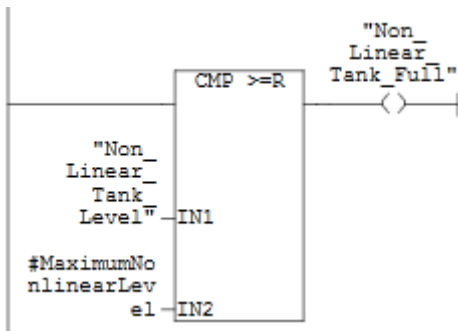 "Non_
Linear_
Tank_Full"
CMP >=R
"Non_
Linear_
Tank_
Level"
IN1
#MaximumNo
nlinearLev
el
IN2